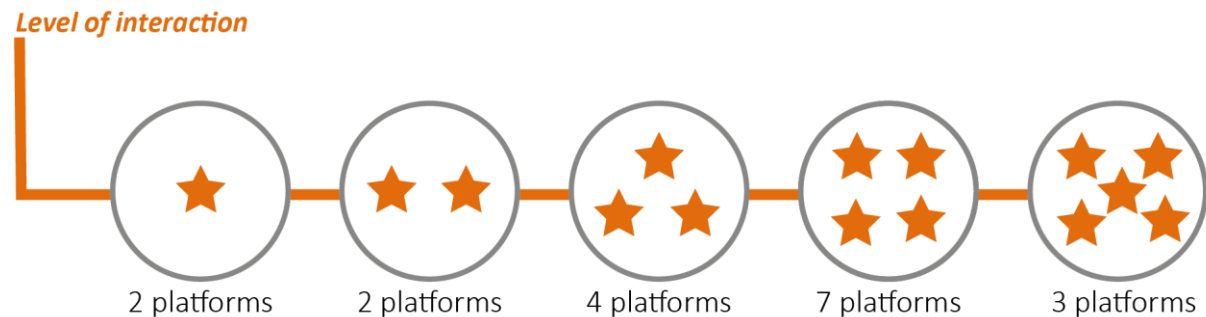 Level of interaction
2 platforms
2 platforms
4 platforms
7 platforms
3 platforms